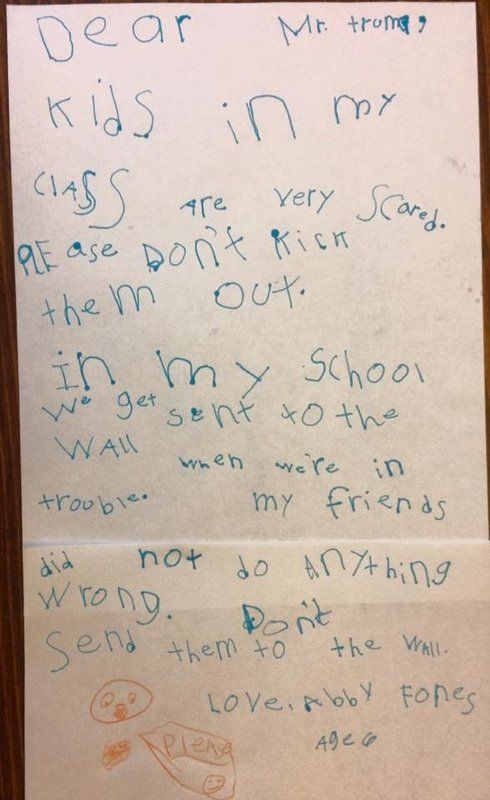 Dear Mr. trump,
Kids in my
ClASS Are very Scared.
PLEase DON't Kick
theM OUT.
In my School
We get sent to the
WAll when we're in
trouble. my friends
did not do ANything
Wrong. Don't
Send them to the WAll.
Love, Abby Fones
Age 6